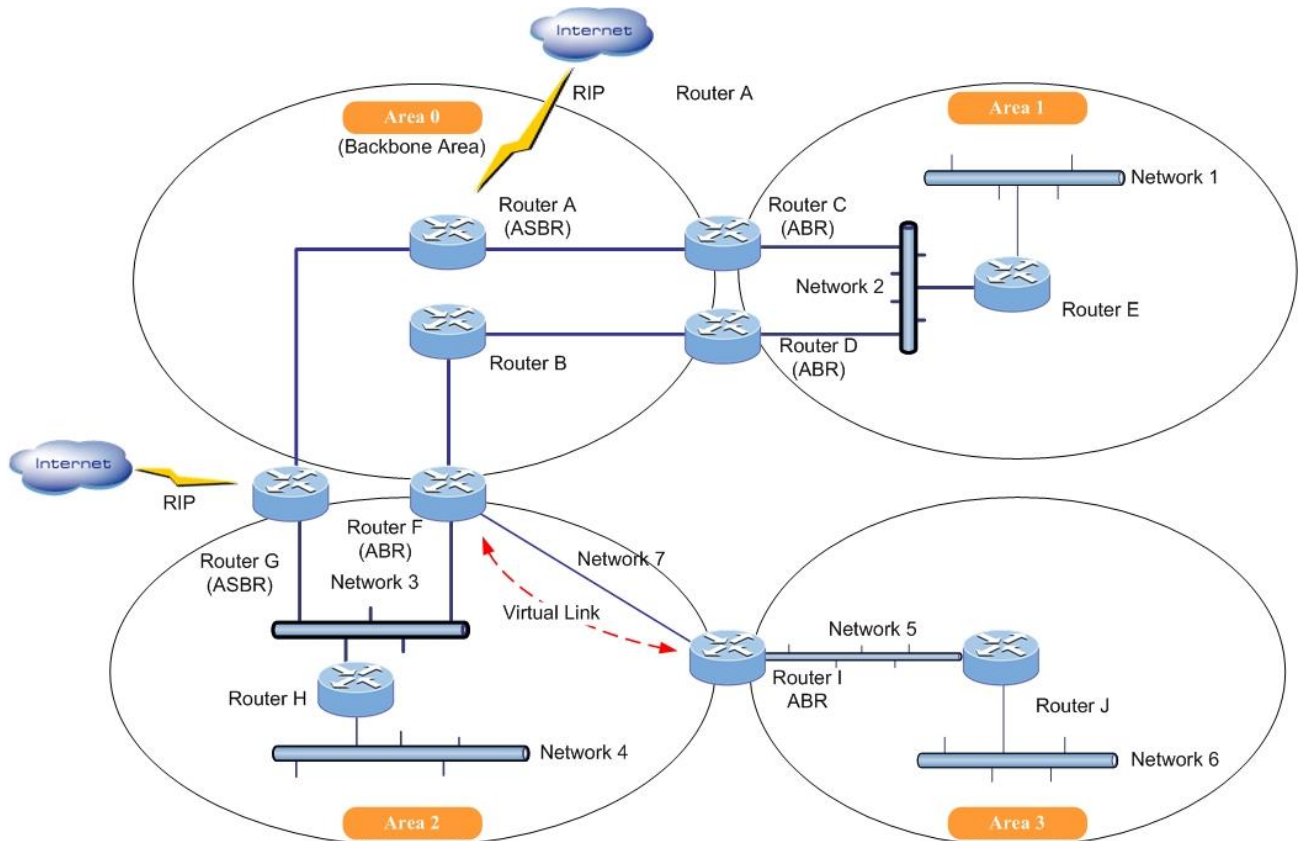 Internet
RIP
Router A
Area 0
(Backbone Area)
Area 1
Network 1
Router A
(ASBR)
Router C
(ABR)
Network 2
Router E
Router B
Router D
(ABR)
Internet
RIP
Router G
(ASBR)
Router F
(ABR)
Network 3
Network 7
Virtual Link
Network 5
Router I
ABR
Router H
Router J
Network 4
Network 6
Area 2
Area 3